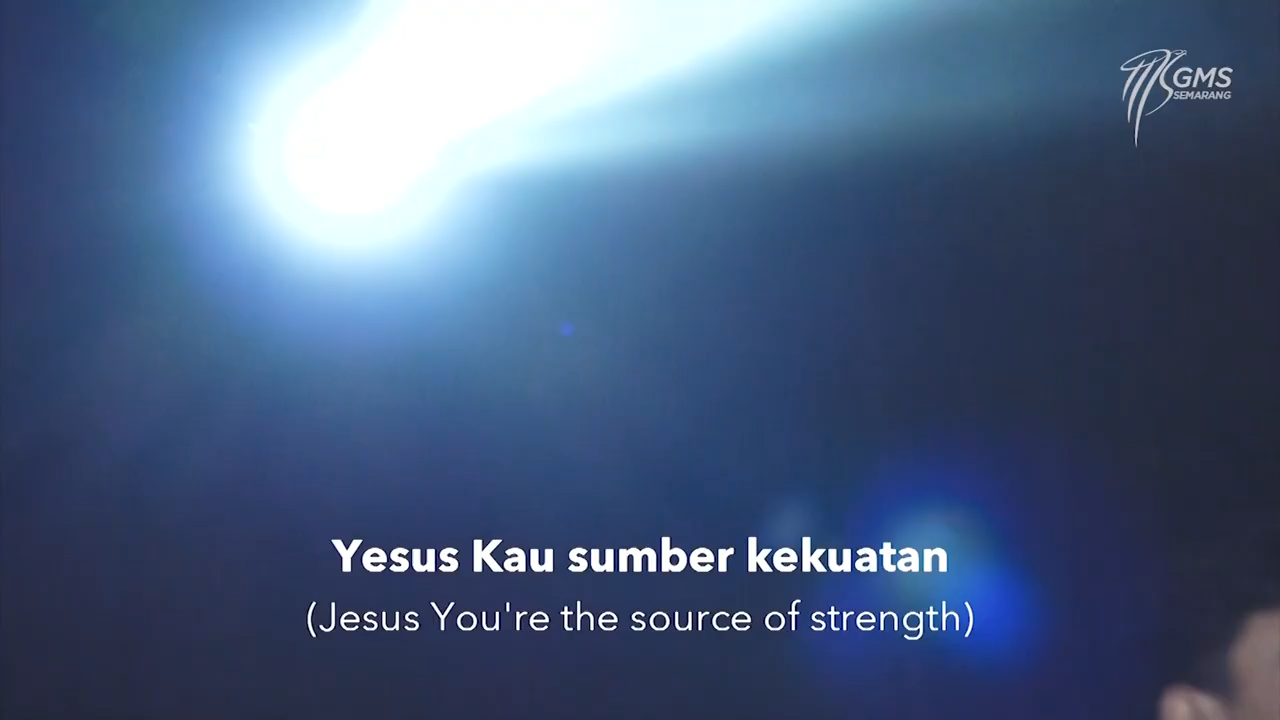 GMS
SEMARANG
Yesus Kau sumber kekuatan
(Jesus You're the source of strength)